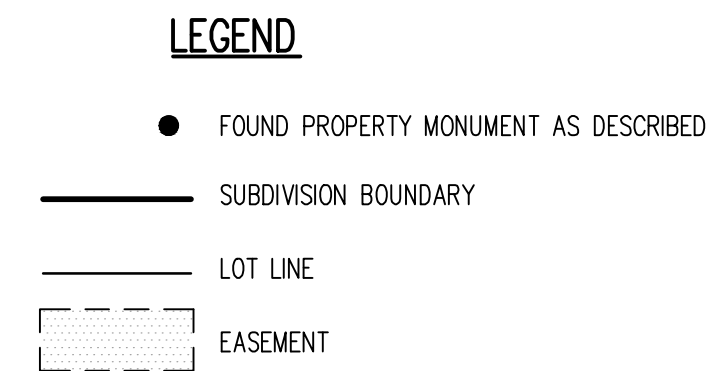 LEGEND
FOUND PROPERTY MONUMENT AS DESCRIBED
SUBDIVISION BOUNDARY
LOT LINE
EASEMENT